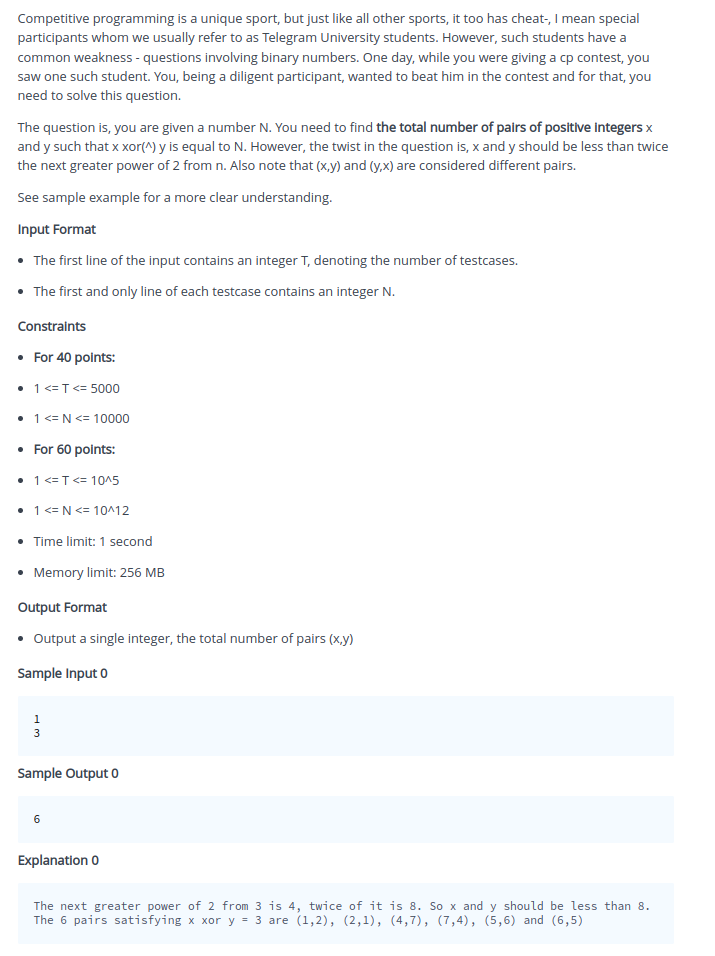 Competitive programming is a unique sport, but just like all other sports, it too has cheat-, I mean special
participants whom we usually refer to as Telegram University students. However, such students have a
common weakness - questions involving binary numbers. One day, while you were giving a cp contest, you
saw one such student. You, being a diligent participant, wanted to beat him in the contest and for that, you
need to solve this question.
The question is, you are given a number N. You need to find the total number of pairs of positive integers x
and y such that x xor(^) y is equal to N. However, the twist in the question is, x and y should be less than twice
the next greater power of 2 from n. Also note that (x,y) and (y,x) are considered different pairs.
See sample example for a more clear understanding.
Input Format
• The first line of the input contains an integer T, denoting the number of testcases.
• The first and only line of each testcase contains an integer N.
Constraints
• For 40 points:
• 1 <= T <= 5000
• 1 <= N <= 10000
• For 60 points:
• 1 <= T <= 10^5
• 1 <= N <= 10^12
• Time limit: 1 second
• Memory limit: 256 MB
Output Format
• Output a single integer, the total number of pairs (x,y)
Sample Input 0
1
3
Sample Output 0
6
Explanation 0
The next greater power of 2 from 3 is 4, twice of it is 8. So x and y should be less than 8.
The 6 pairs satisfying x xor y = 3 are (1,2), (2,1), (4,7), (7,4), (5,6) and (6,5)